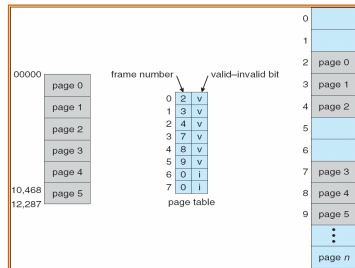 00000
page 0
page 1
page 2
page 3
page 4
page 5
10,468
12,287
frame number
valid–invalid bit
0 2 v
1 3 v
2 4 v
3 7 v
4 8 v
5 9 v
6 0 i
7 0 i
page table
0
1
2 page 0
3 page 1
4 page 2
5
6
7 page 3
8 page 4
9 page 5
page n